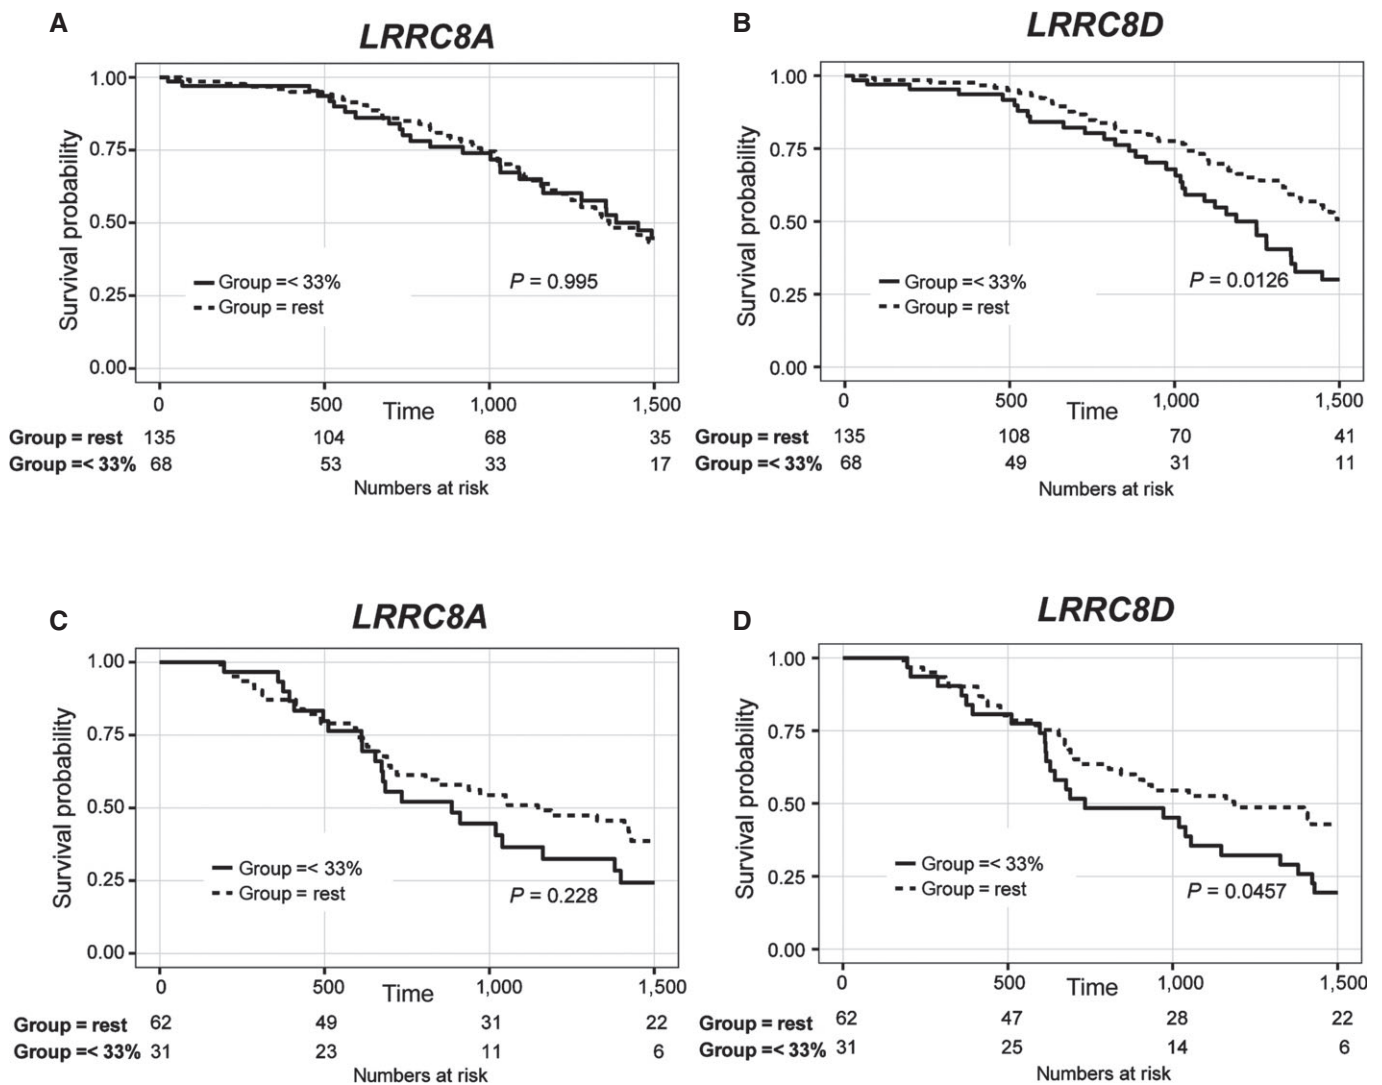 A
LRRC8A
Survival probability
1.00
0.75
0.50
0.25
0.00
Group =< 33%
Group = rest
P = 0.995
0 500 1,000 1,500
Time
Group = rest 135 104 68 35
Group =< 33% 68 53 33 17
Numbers at risk
B
LRRC8D
Survival probability
1.00
0.75
0.50
0.25
0.00
Group =< 33%
Group = rest
P = 0.0126
0 500 1,000 1,500
Time
Group = rest 135 108 70 41
Group =< 33% 68 49 31 11
Numbers at risk
C
LRRC8A
Survival probability
1.00
0.75
0.50
0.25
0.00
Group =< 33%
Group = rest
P = 0.228
0 500 1,000 1,500
Time
Group = rest 62 49 31 22
Group =< 33% 31 23 11 6
Numbers at risk
D
LRRC8D
Survival probability
1.00
0.75
0.50
0.25
0.00
Group =< 33%
Group = rest
P = 0.0457
0 500 1,000 1,500
Time
Group = rest 62 47 28 22
Group =< 33% 31 25 14 6
Numbers at risk